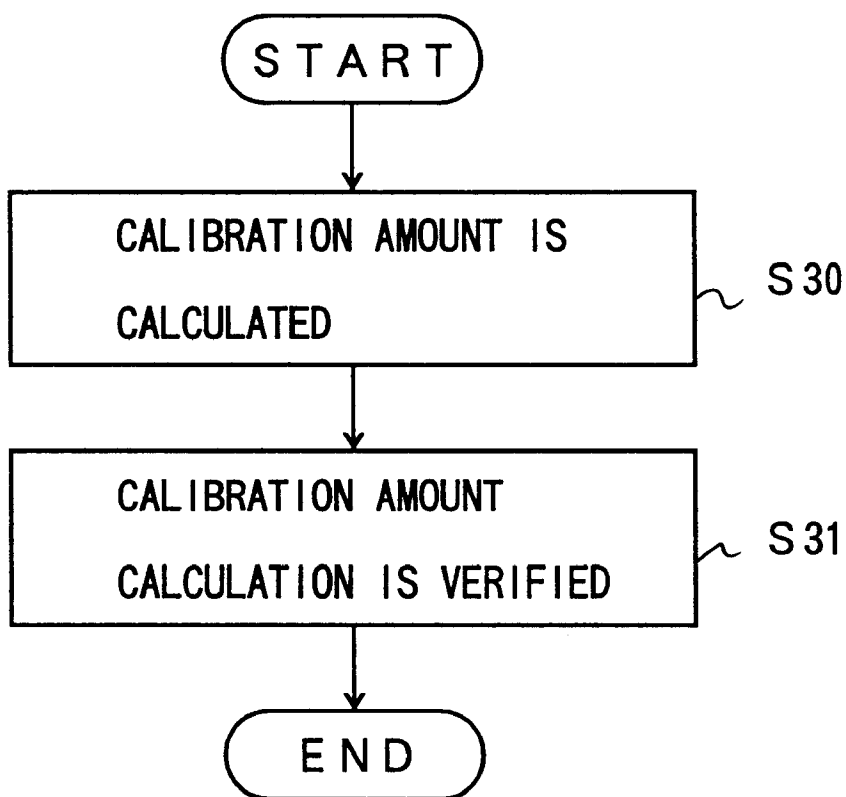 START
CALIBRATION AMOUNT IS
CALCULATED
S30
CALIBRATION AMOUNT
CALCULATION IS VERIFIED
S31
END